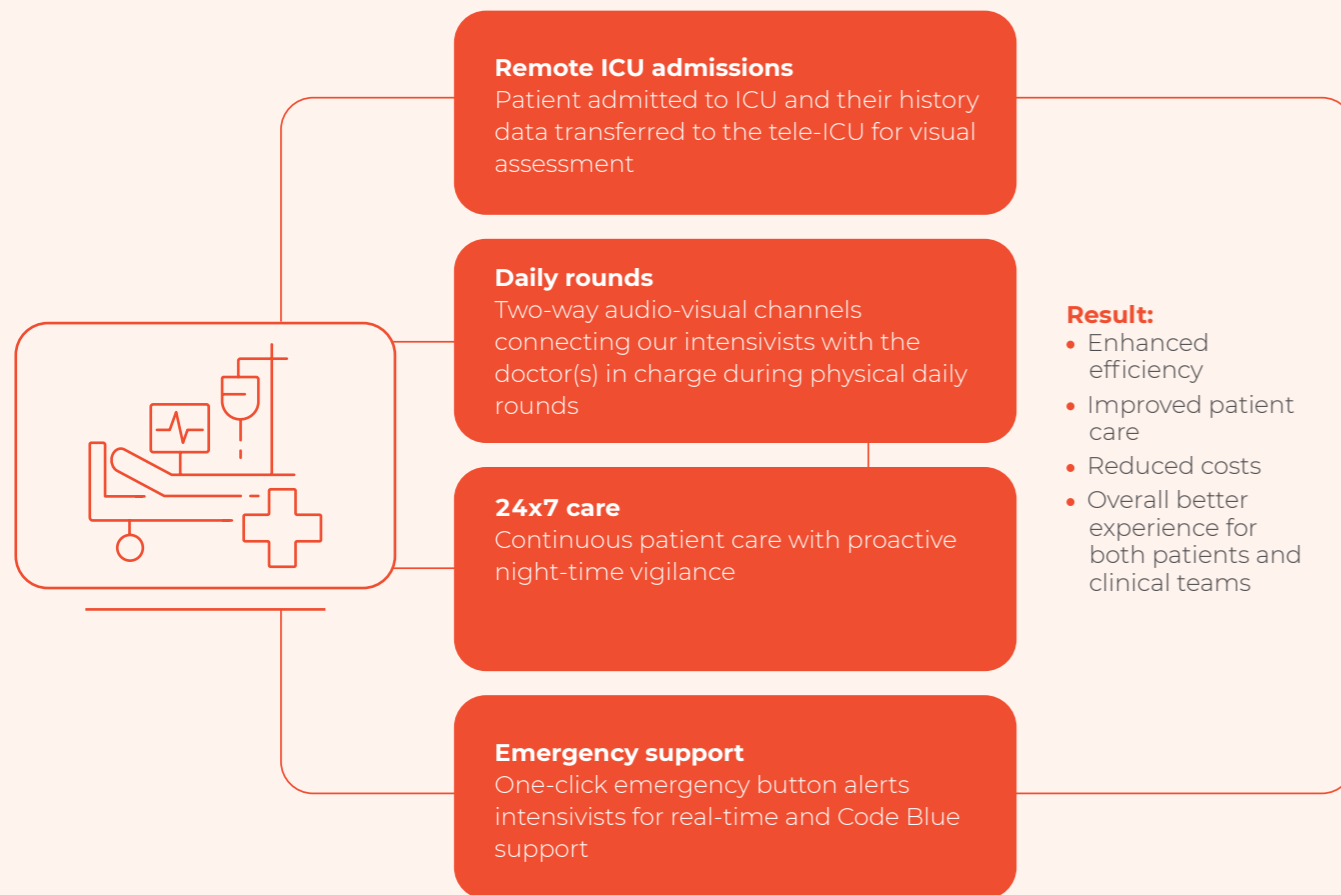 Remote ICU admissions
Patient admitted to ICU and their history
data transferred to the tele-ICU for visual
assessment
Daily rounds
Two-way audio-visual channels
connecting our intensivists with the
doctor(s) in charge during physical daily
rounds
24x7 care
Continuous patient care with proactive
night-time vigilance
Emergency support
One-click emergency button alerts
intensivists for real-time and Code Blue
support
Result:
• Enhanced
efficiency
• Improved patient
care
• Reduced costs
• Overall better
experience for
both patients and
clinical teams